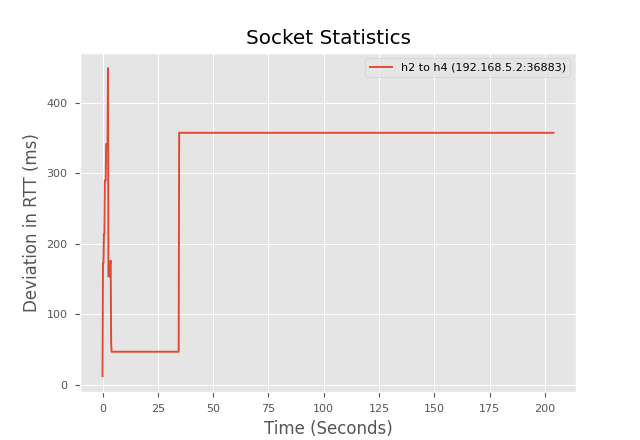 Socket Statistics
h2 to h4 (192.168.5.2:36883)
Deviation in RTT (ms)
400
300
200
100
0
0 25 50 75 100 125 150 175 200
Time (Seconds)